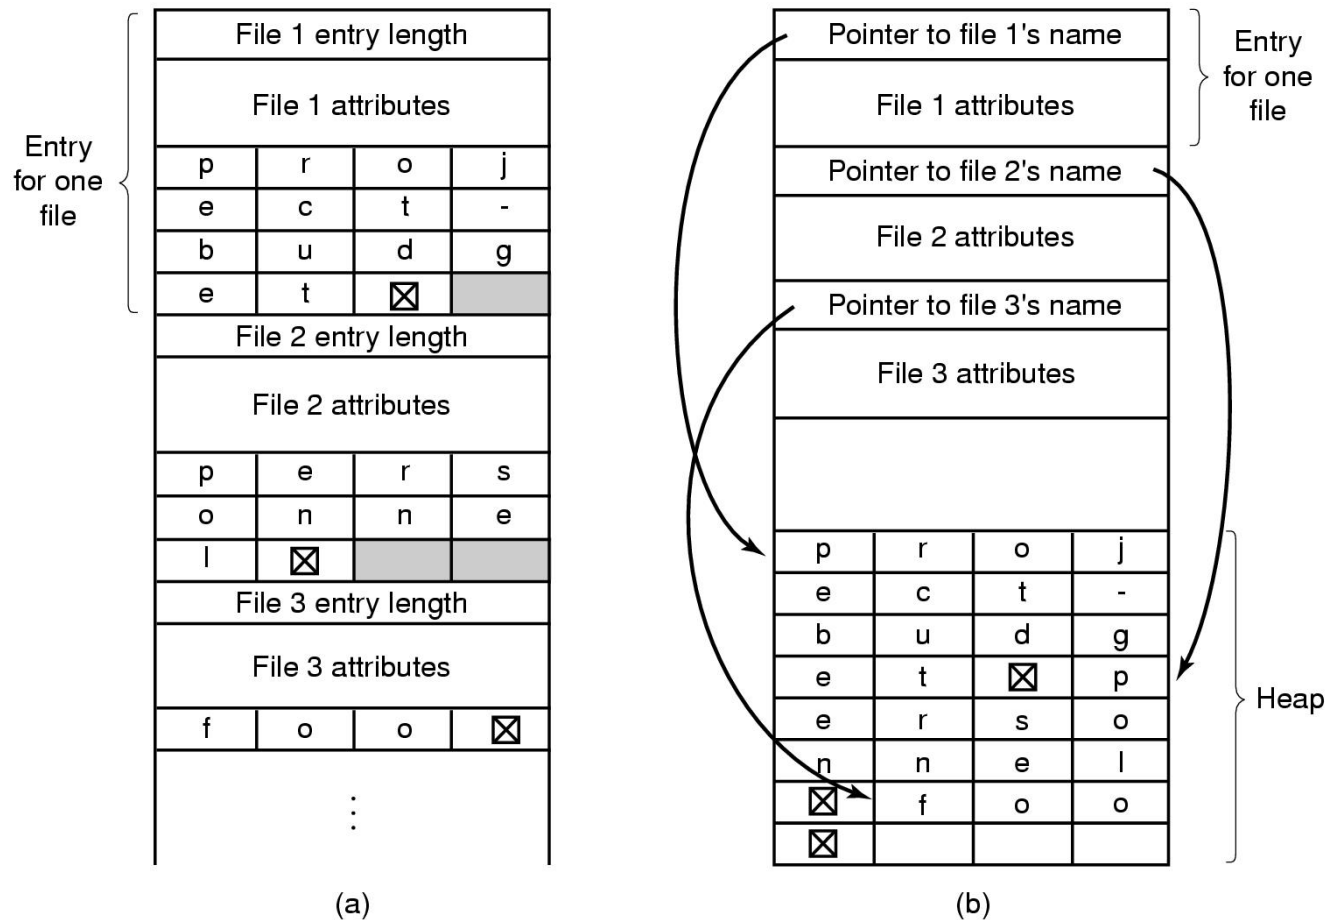 File 1 entry length
File 1 attributes
Entry
for one
file
p r o j
e c t -
b u d g
e t ☒
File 2 entry length
File 2 attributes
p e r s
o n n e
l ☒
File 3 entry length
File 3 attributes
f o o ☒
⋮
(a)
Pointer to file 1's name
Entry
for one
file
File 1 attributes
Pointer to file 2's name
File 2 attributes
Pointer to file 3's name
File 3 attributes
p r o j
e c t -
b u d g
e t ☒ p
e r s o
n n e l
☒ f o o
☒
Heap
(b)